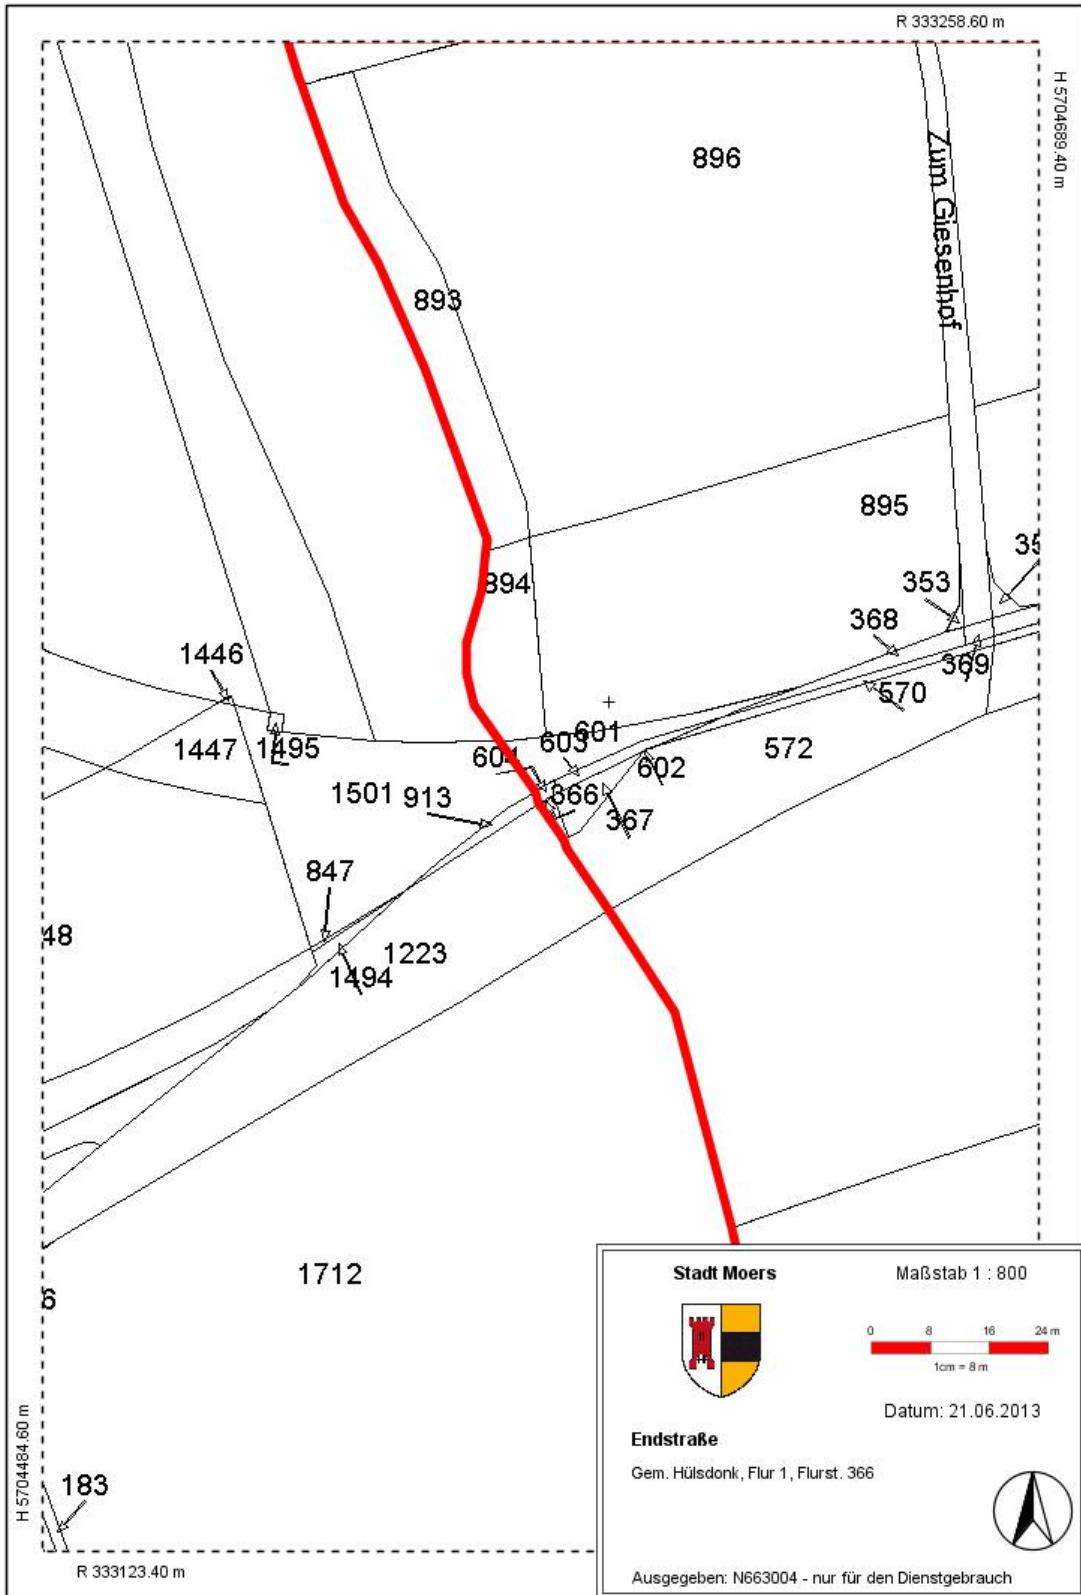 R 333258.60 m
H 5704689.40 m
896
Zum Giesenhof
893
895
35
894
353
368
1446
369
570
1447
1495
604
603
601
602
572
1501
913
366
367
847
48
1223
1494
1712
6
H 5704484.60 m
183
R 333123.40 m
Stadt Moers
Maßstab 1 : 800
0 8 16 24 m
1cm = 8 m
Datum: 21.06.2013
Endstraße
Gem. Hülsdonk, Flur 1, Flurst. 366
Ausgegeben: N663004 - nur für den Dienstgebrauch